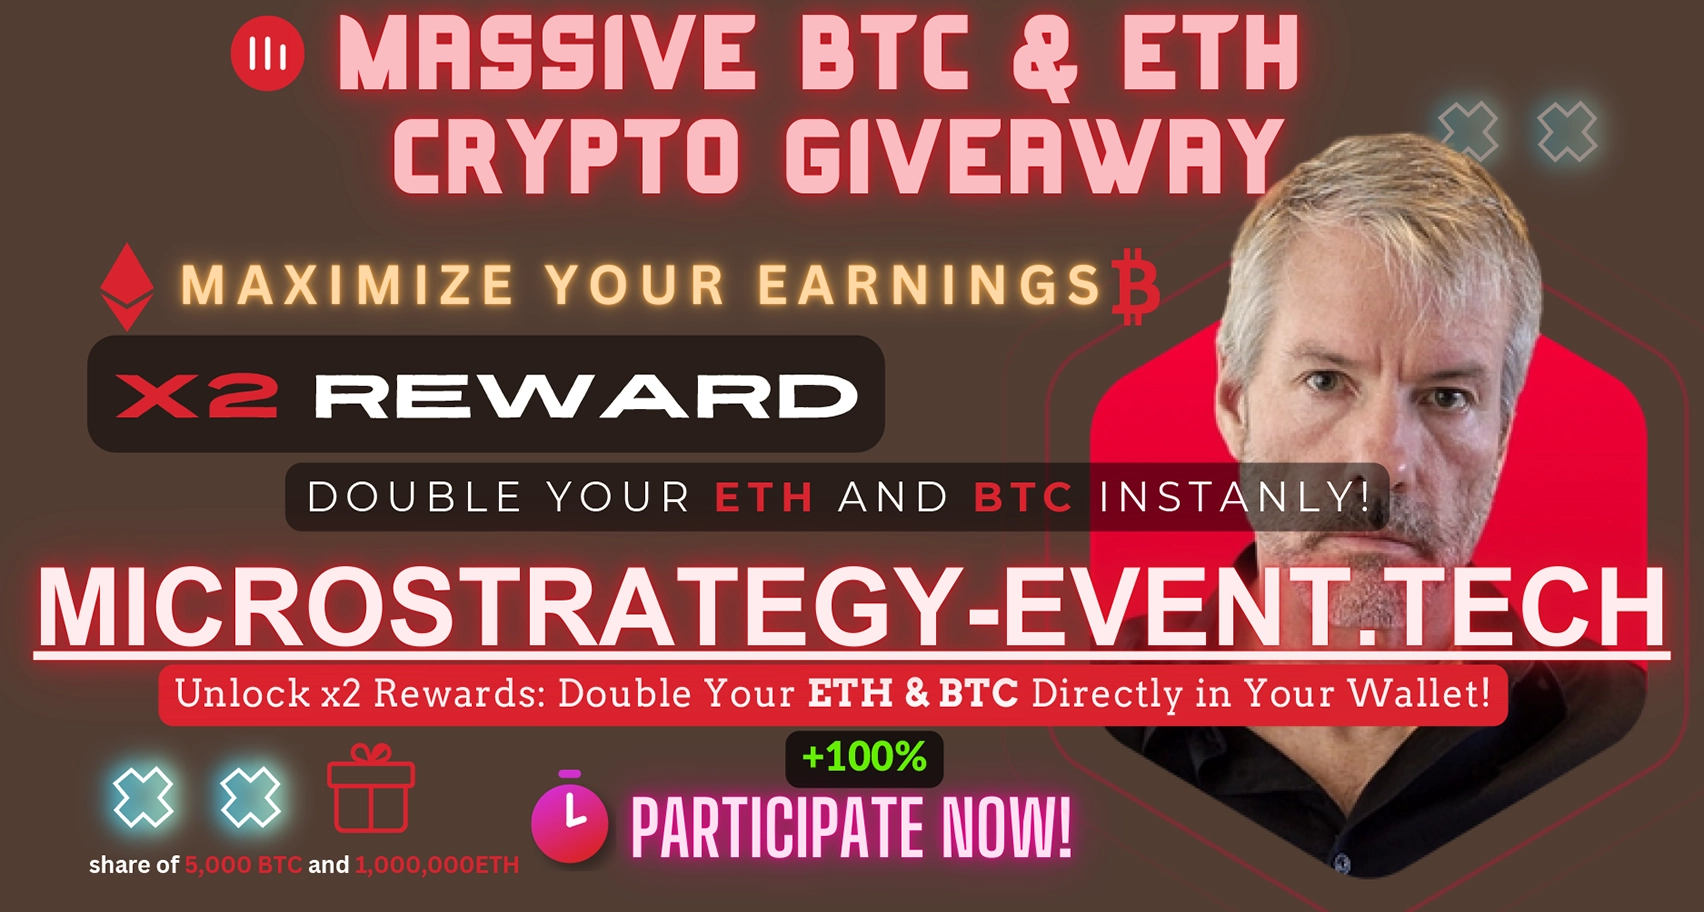 MASSIVE BTC & ETH
CRYPTO GIVEAWAY
MAXIMIZE YOUR EARNINGS
X2 REWARD
DOUBLE YOUR ETH AND BTC INSTANLY!
MICROSTRATEGY-EVENT.TECH
Unlock x2 Rewards: Double Your ETH & BTC Directly in Your Wallet!
+100%
PARTICIPATE NOW!
share of 5,000 BTC and 1,000,000ETH